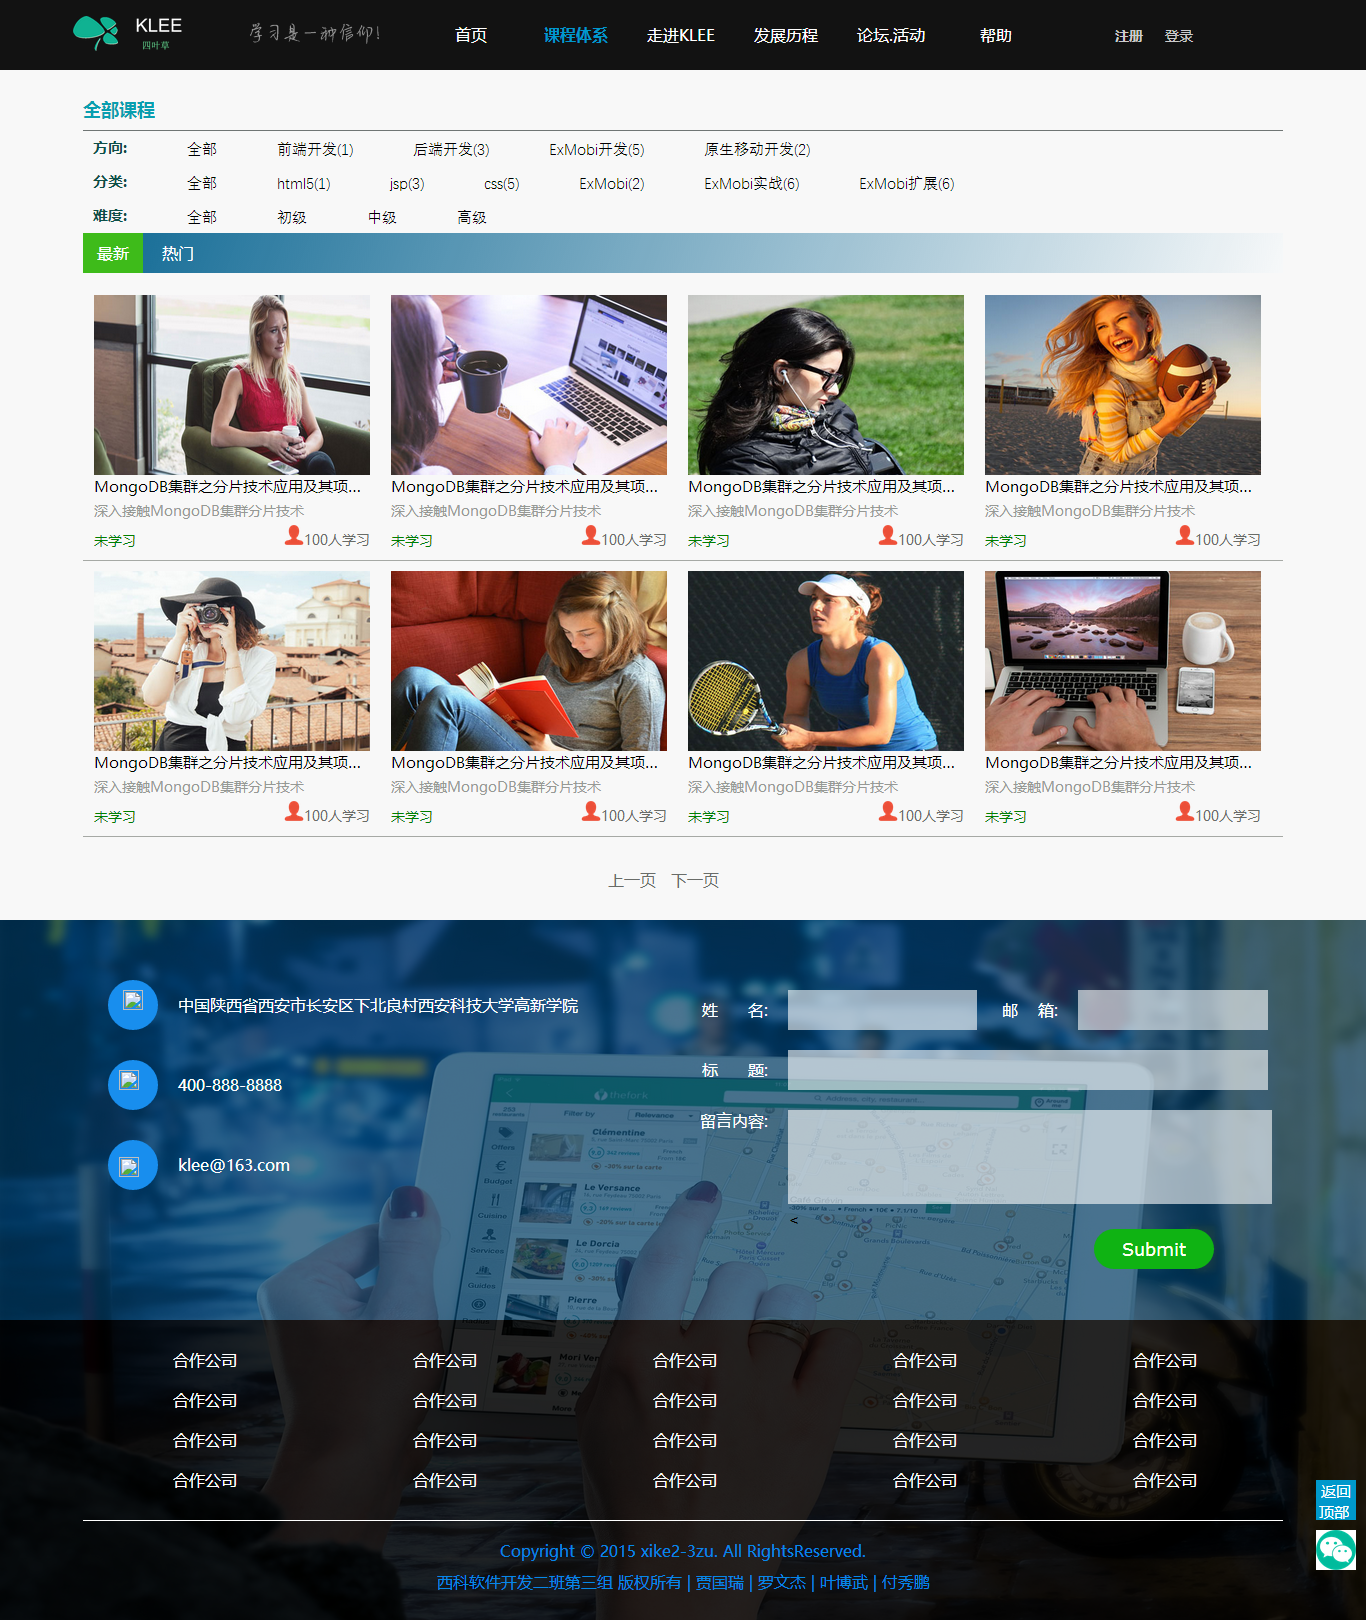 KLEE
四叶草
学习是一种信仰!
首页 课程体系 走进KLEE 发展历程 论坛.活动 帮助
注册 登录
全部课程
方向: 全部 前端开发(1) 后端开发(3) ExMobi开发(5) 原生移动开发(2)
分类: 全部 html5(1) jsp(3) css(5) ExMobi(2) ExMobi实战(6) ExMobi扩展(6)
难度: 全部 初级 中级 高级
最新 热门
MongoDB集群之分片技术应用及其项... MongoDB集群之分片技术应用及其项... MongoDB集群之分片技术应用及其项... MongoDB集群之分片技术应用及其项...
深入接触MongoDB集群分片技术 深入接触MongoDB集群分片技术 深入接触MongoDB集群分片技术 深入接触MongoDB集群分片技术
未学习 100人学习 未学习 100人学习 未学习 100人学习 未学习 100人学习
MongoDB集群之分片技术应用及其项... MongoDB集群之分片技术应用及其项... MongoDB集群之分片技术应用及其项... MongoDB集群之分片技术应用及其项...
深入接触MongoDB集群分片技术 深入接触MongoDB集群分片技术 深入接触MongoDB集群分片技术 深入接触MongoDB集群分片技术
未学习 100人学习 未学习 100人学习 未学习 100人学习 未学习 100人学习
上一页 下一页
中国陕西省西安市长安区下北良村西安科技大学高新学院
400-888-8888
klee@163.com
姓 名: 邮 箱:
标 题:
留言内容:
<
Submit
thefork
Address, city, restaurant...
Around me
253
restaurants
Filter by Relevance
Offers
Budget
Cuisine
Services
Guides
Clémentine
Le Versance
Le Dorcia
Pierre
合作公司 合作公司 合作公司 合作公司 合作公司
合作公司 合作公司 合作公司 合作公司 合作公司
合作公司 合作公司 合作公司 合作公司 合作公司
合作公司 合作公司 合作公司 合作公司 合作公司
返回
顶部
Copyright © 2015 xike2-3zu. All RightsReserved.
西科软件开发二班第三组 版权所有 | 贾国瑞 | 罗文杰 | 叶博武 | 付秀鹏